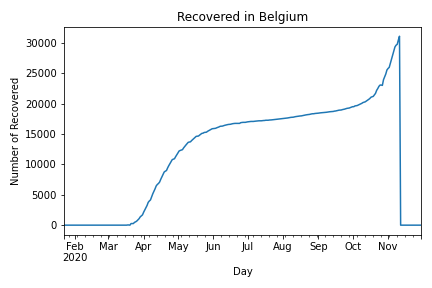 Recovered in Belgium
Number of Recovered
30000
25000
20000
15000
10000
5000
0
Feb Mar Apr May Jun Jul Aug Sep Oct Nov
2020
Day